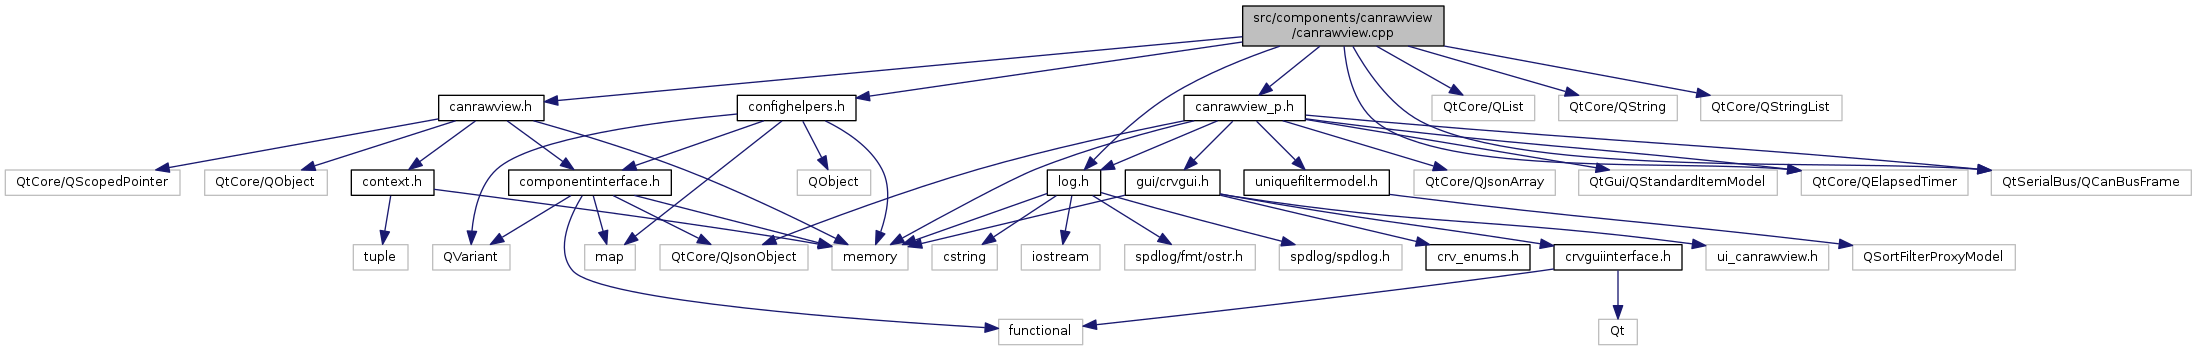 src/components/canrawview
/canrawview.cpp
canrawview.h
confighelpers.h
canrawview_p.h
QtCore/QList
QtCore/QString
QtCore/QStringList
QtCore/QScopedPointer
QtCore/QObject
context.h
componentinterface.h
QObject
log.h
gui/crvgui.h
uniquefiltermodel.h
QtCore/QJsonArray
QtGui/QStandardItemModel
QtCore/QElapsedTimer
QtSerialBus/QCanBusFrame
tuple
QVariant
map
QtCore/QJsonObject
memory
cstring
iostream
spdlog/fmt/ostr.h
spdlog/spdlog.h
crv_enums.h
crvguiinterface.h
ui_canrawview.h
QSortFilterProxyModel
functional
Qt